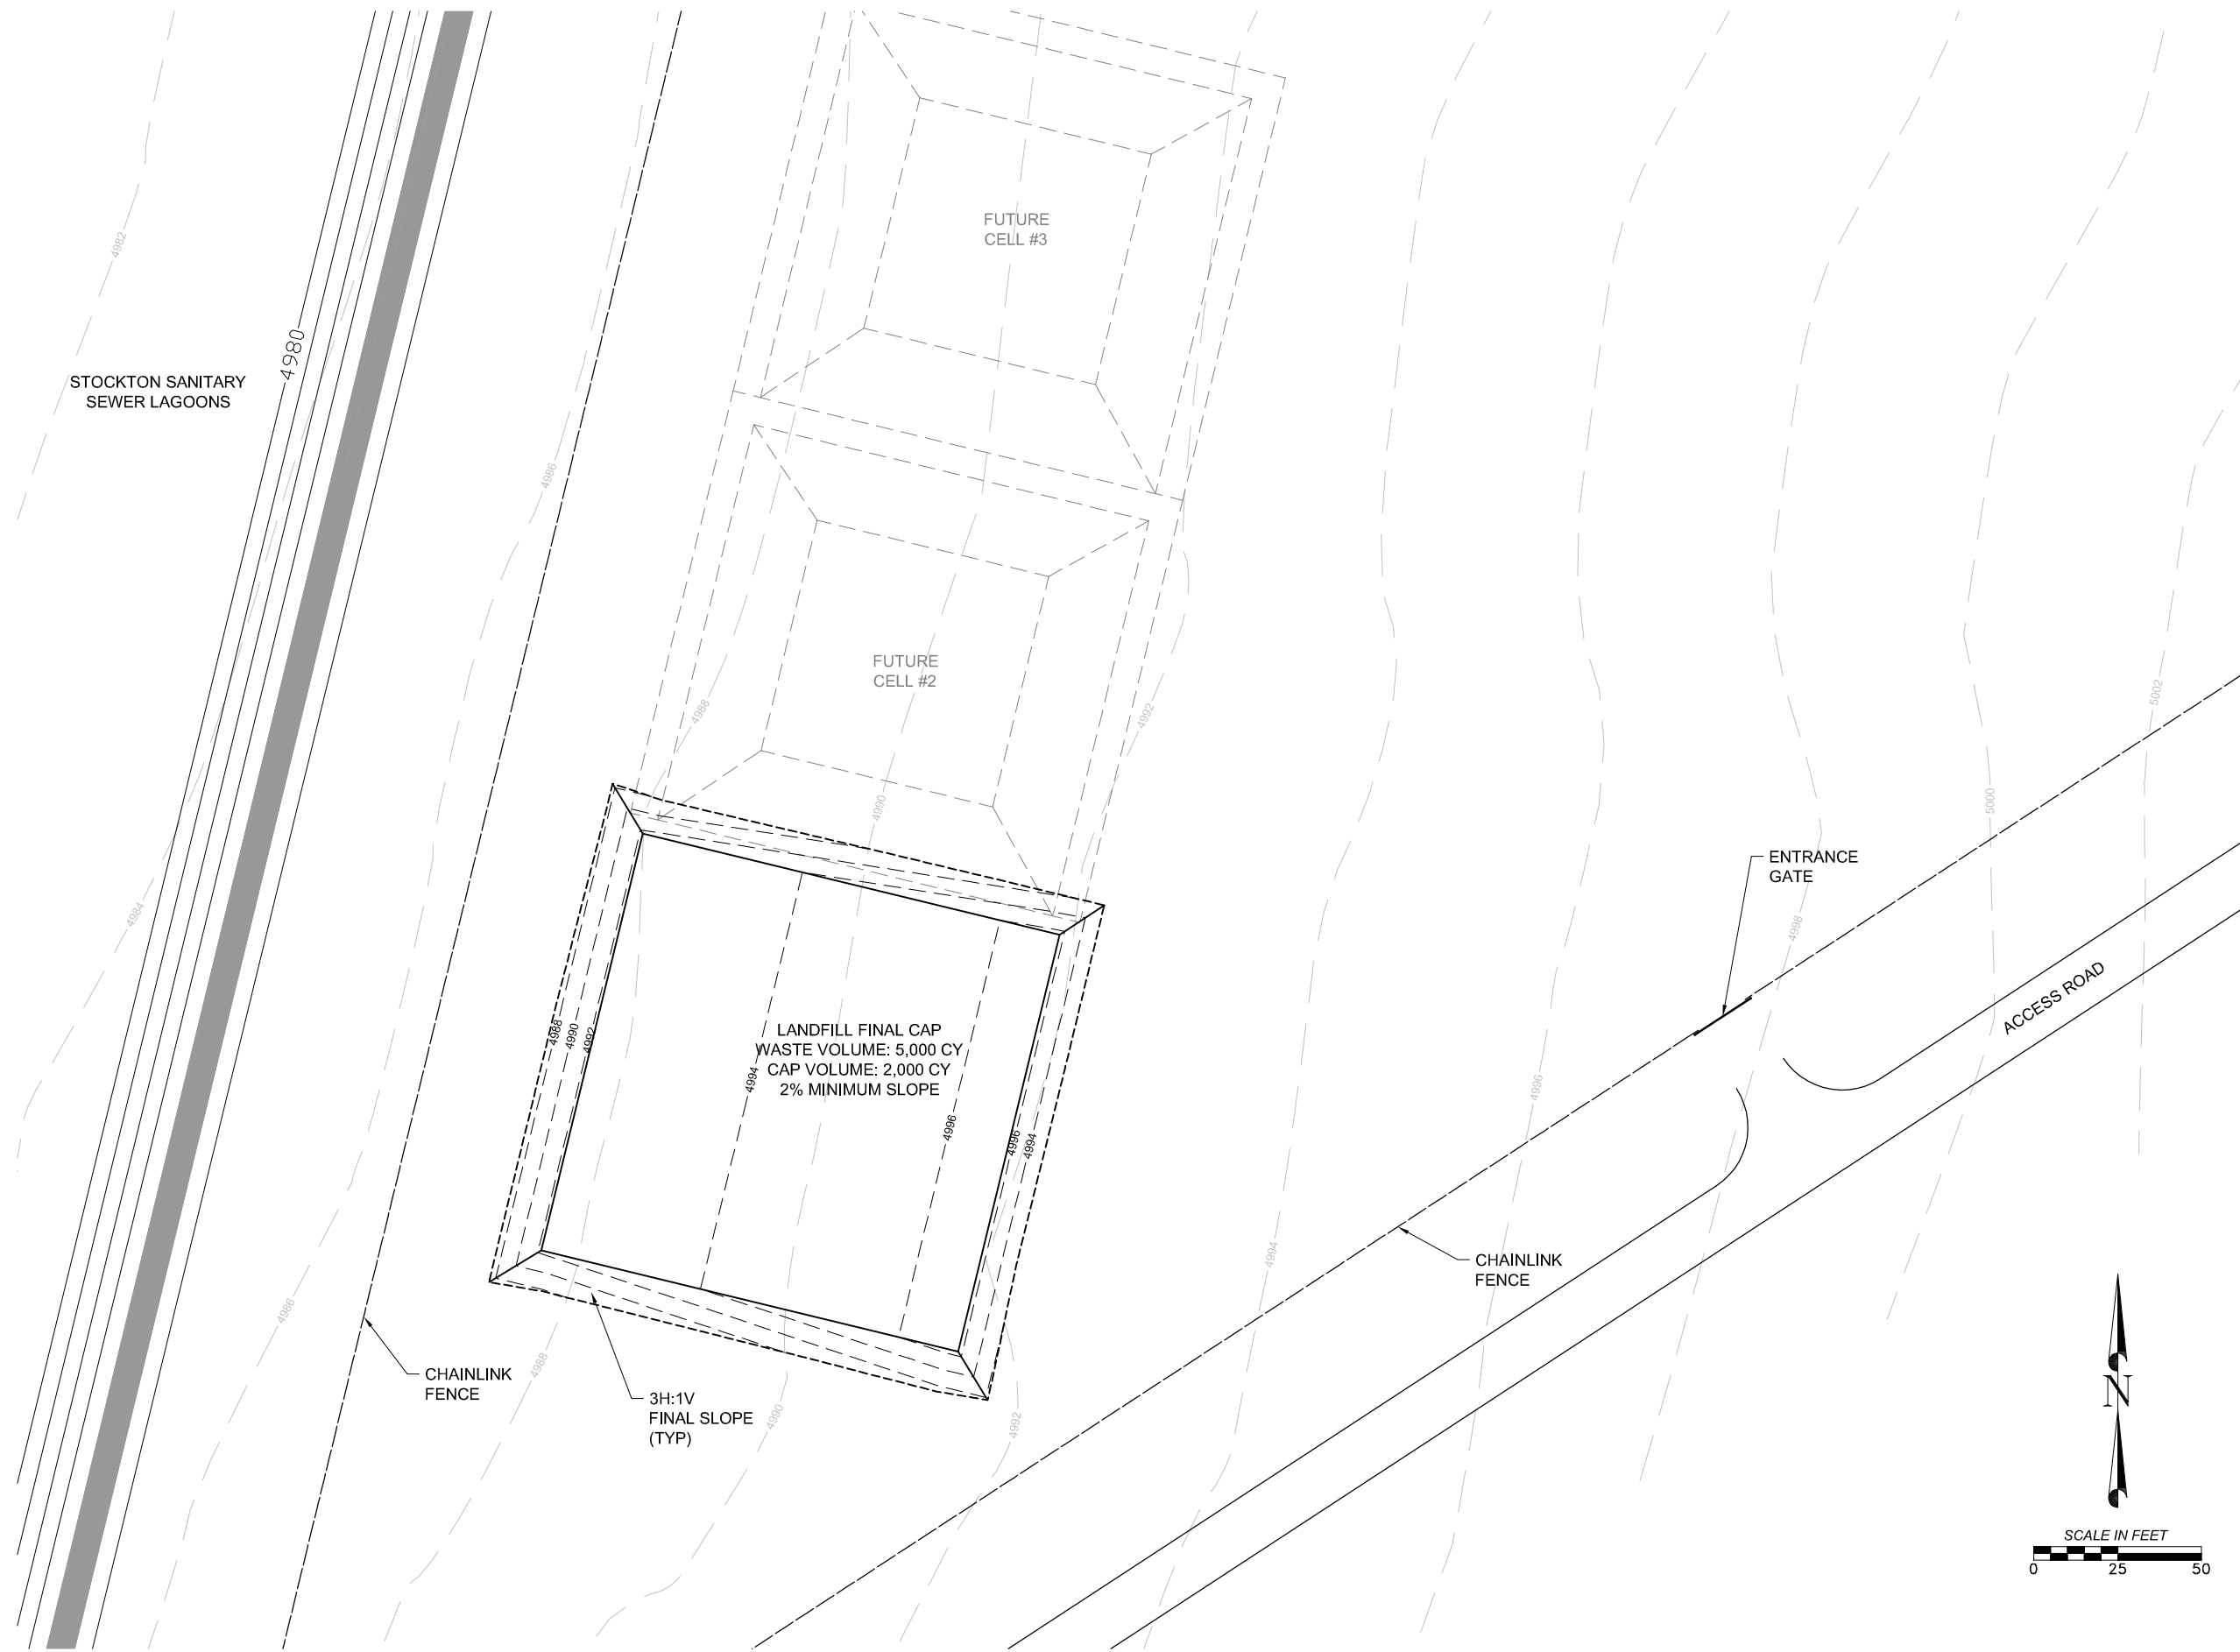 FUTURE
CELL #3
4982
4980
STOCKTON SANITARY
SEWER LAGOONS
4986
FUTURE
CELL #2
4988
4992
5002
4990
5000
ENTRANCE
GATE
4984
4998
ACCESS ROAD
4988
4990
4992
LANDFILL FINAL CAP
WASTE VOLUME: 5,000 CY
CAP VOLUME: 2,000 CY
2% MINIMUM SLOPE
4994
4996
4996
4994
4996
4994
CHAINLINK
FENCE
4986
4988
CHAINLINK
FENCE
3H:1V
FINAL SLOPE
(TYP)
4990
4992
N
SCALE IN FEET
0 25 50